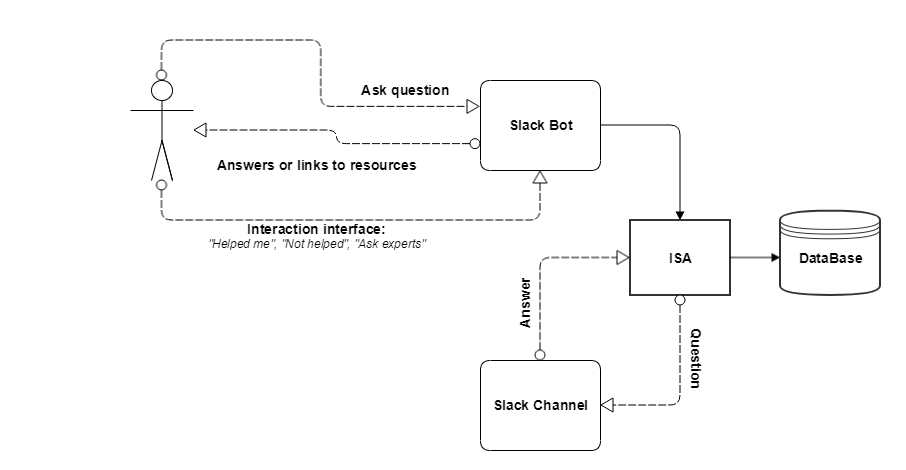 Ask question
Slack Bot
Answers or links to resources
Interaction interface:
"Helped me", "Not helped", "Ask experts"
ISA
DataBase
Answer
Question
Slack Channel